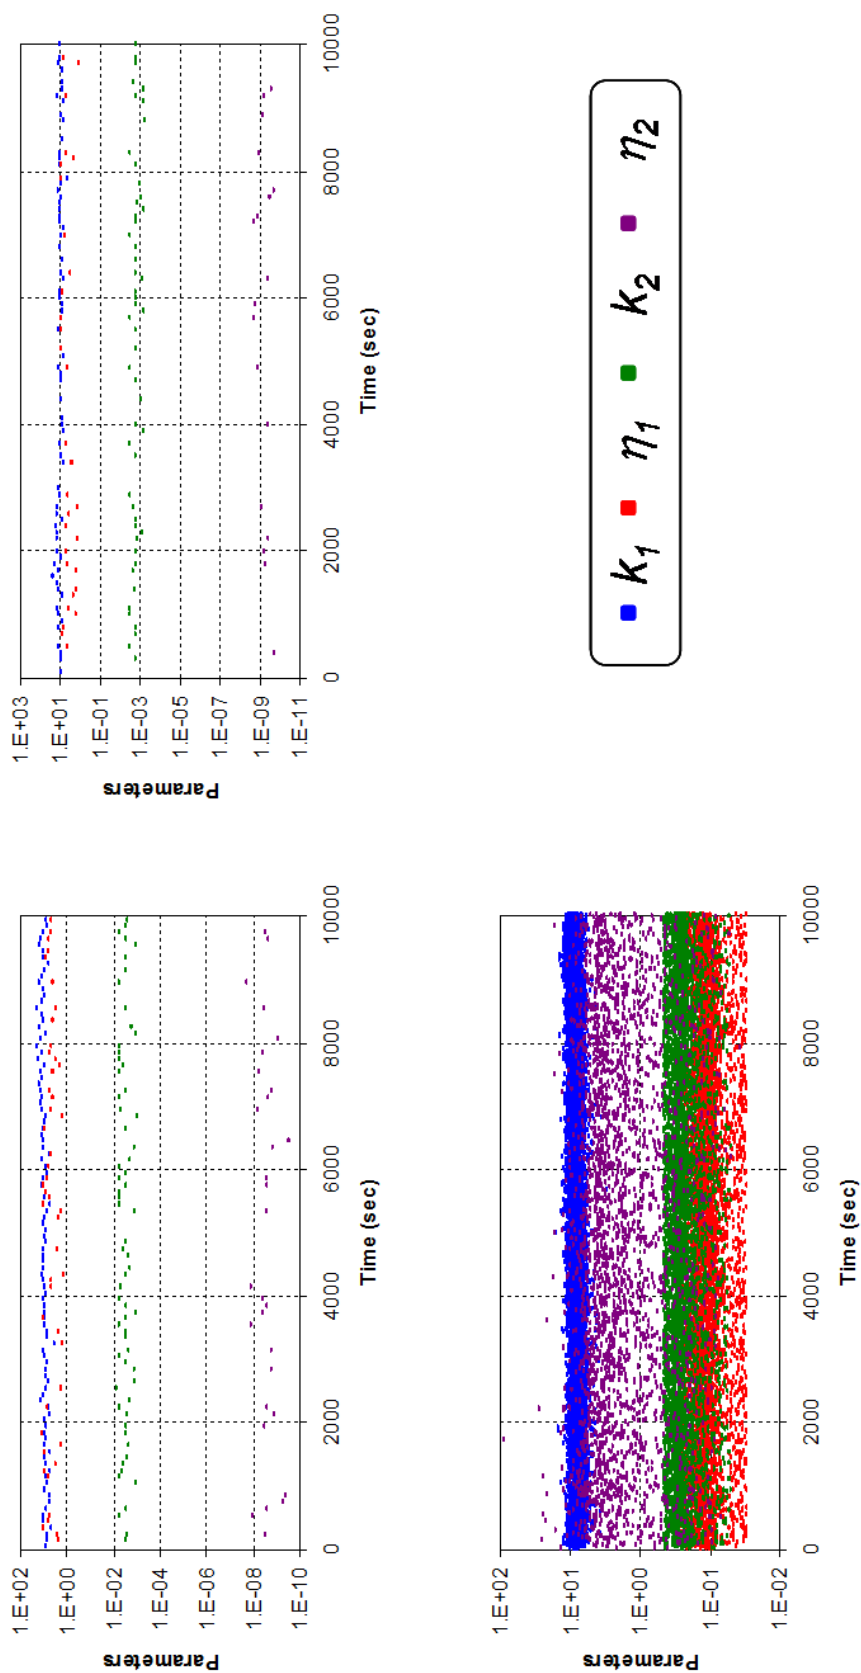 1.E+03
1.E+01
1.E-01
1.E-03
1.E-05
1.E-07
1.E-09
1.E-11
Parameters
0 2000 4000 6000 8000 10000
Time (sec)
1.E+02
1.E+00
1.E-02
1.E-04
1.E-06
1.E-08
1.E-10
Parameters
0 2000 4000 6000 8000 10000
Time (sec)
1.E+02
1.E+01
1.E+00
1.E-01
1.E-02
Parameters
0 2000 4000 6000 8000 10000
Time (sec)
k₁ η₁ k₂ η₂